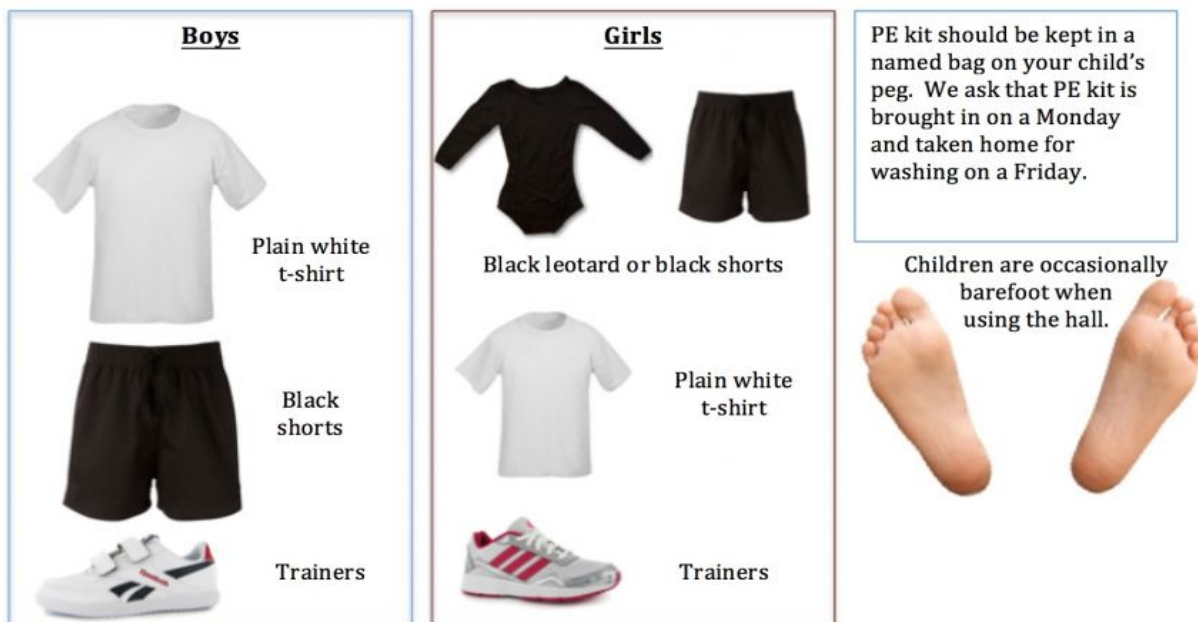 Boys
Plain white
t-shirt
Black
shorts
Reebok
Trainers
Girls
Black leotard or black shorts
Plain white
t-shirt
Trainers
PE kit should be kept in a
named bag on your child's
peg. We ask that PE kit is
brought in on a Monday
and taken home for
washing on a Friday.
Children are occasionally
barefoot when
using the hall.